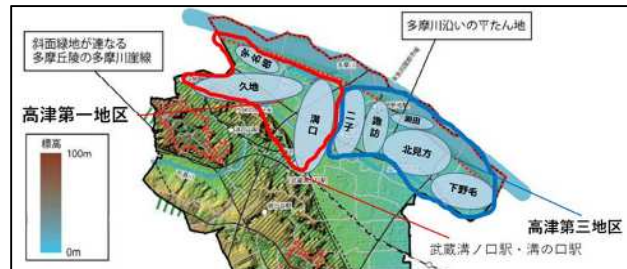 斜面緑地が連なる
多摩丘陵の多摩川崖線
多摩川沿いの平たん地
高津第一地区
標高
100m
0m
宇奈根
久地
溝口
二子
諏訪
北見方
下野毛
高津第三地区
武蔵溝ノ口駅・溝の口駅